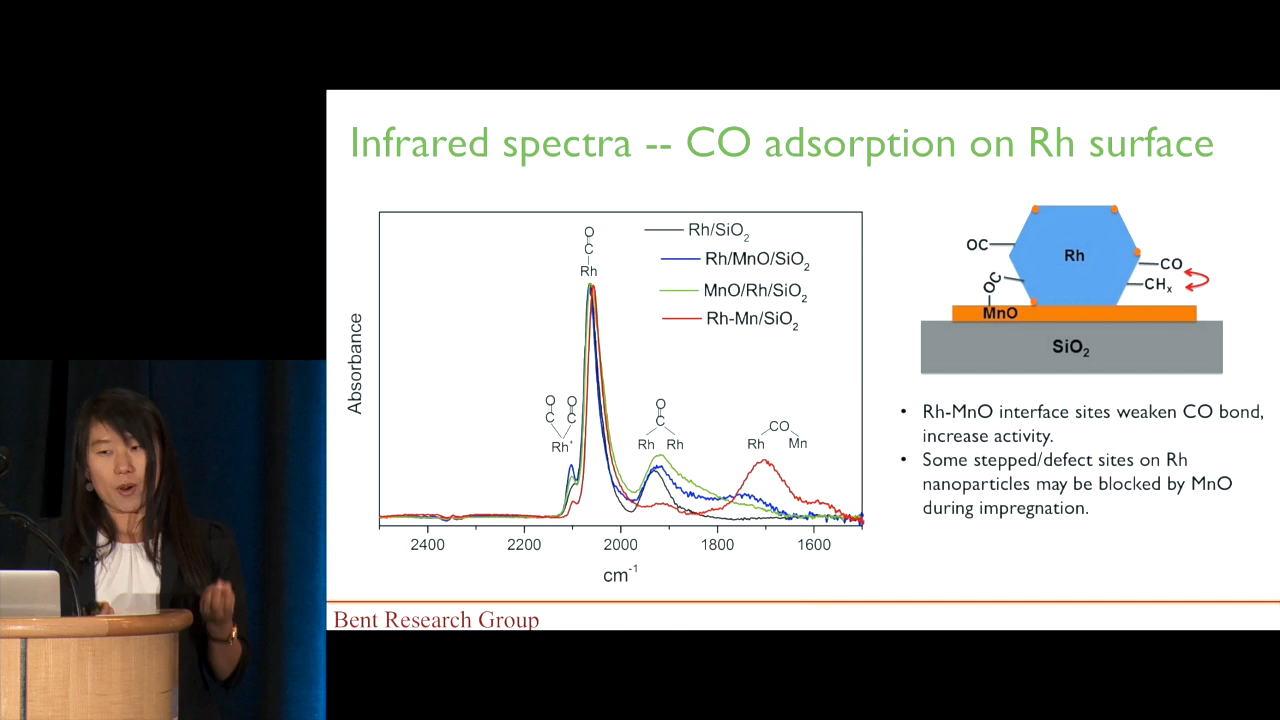 Infrared spectra -- CO adsorption on Rh surface
Rh/SiO₂
Rh/MnO/SiO₂
MnO/Rh/SiO₂
Rh-Mn/SiO₂
O
C
Rh
O O
C C
Rh⁺
O
C
Rh Rh
CO
Rh Mn
Absorbance
2400 2200 2000 1800 1600
cm⁻¹
OC
Rh
CO
CHₓ
OC
MnO
SiO₂
• Rh-MnO interface sites weaken CO bond,
increase activity.
• Some stepped/defect sites on Rh
nanoparticles may be blocked by MnO
during impregnation.
Bent Research Group